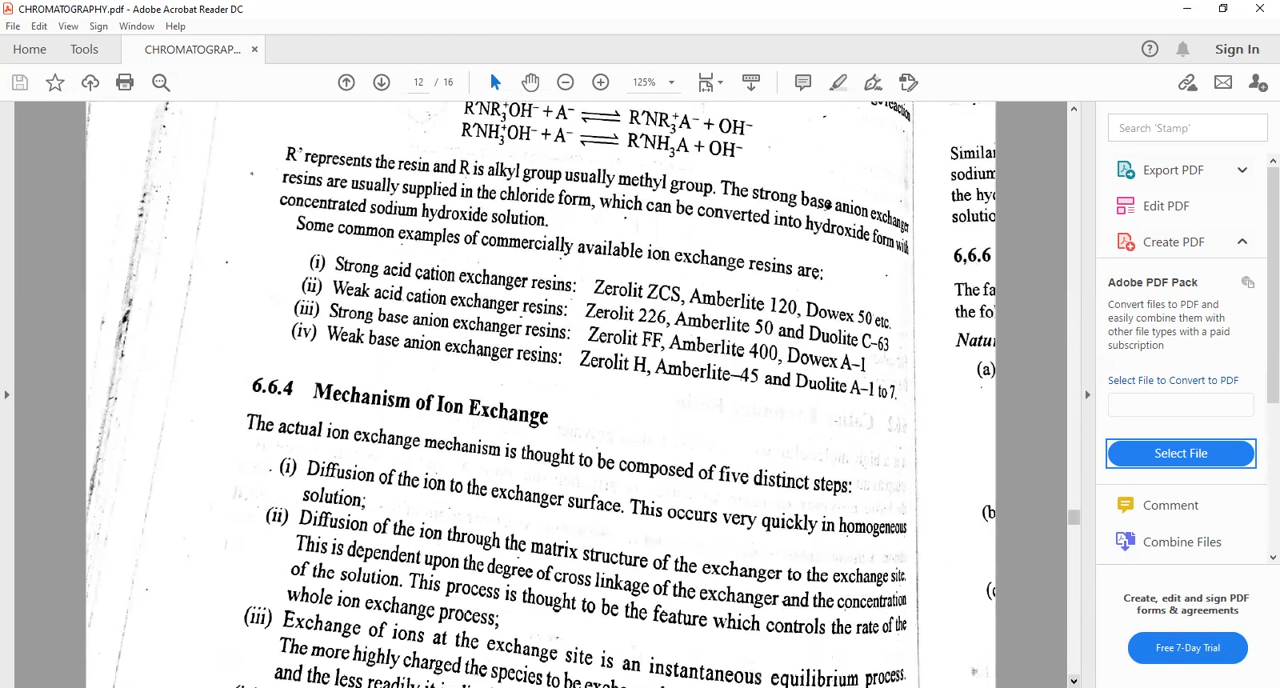 CHROMATOGRAPHY.pdf - Adobe Acrobat Reader DC
File Edit View Sign Window Help
Home Tools CHROMATOGRAP... × Sign In
12 / 16 125%
R'NR₃⁺OH⁻ + A⁻ ⇌ R'NR₃⁺A⁻ + OH⁻
R'NH₃⁺OH⁻ + A⁻ ⇌ R'NH₃A + OH⁻
R' represents the resin and R is alkyl group usually methyl group. The strong base anion exchanger
resins are usually supplied in the chloride form, which can be converted into hydroxide form with
concentrated sodium hydroxide solution.
Some common examples of commercially available ion exchange resins are:
(i) Strong acid cation exchanger resins: Zerolit ZCS, Amberlite 120, Dowex 50 etc.
(ii) Weak acid cation exchanger resins: Zerolit 226, Amberlite 50 and Duolite C-63
(iii) Strong base anion exchanger resins: Zerolit FF, Amberlite 400, Dowex A-1
(iv) Weak base anion exchanger resins: Zerolit H, Amberlite-45 and Duolite A-1 to 7.
6.6.4 Mechanism of Ion Exchange
The actual ion exchange mechanism is thought to be composed of five distinct steps:
(i) Diffusion of the ion to the exchanger surface. This occurs very quickly in homogeneous
solution;
(ii) Diffusion of the ion through the matrix structure of the exchanger to the exchange site.
This is dependent upon the degree of cross linkage of the exchanger and the concentration
of the solution. This process is thought to be the feature which controls the rate of the
whole ion exchange process;
(iii) Exchange of ions at the exchange site is an instantaneous equilibrium process.
The more highly charged the species to be
and the less readily it
Similar
sodium
the hy
solutio
6,6.6
The fa
the fo
Natu
(a)
(b
(c
Search 'Stamp'
Export PDF
Edit PDF
Create PDF
Adobe PDF Pack
Convert files to PDF and
easily combine them with
other file types with a paid
subscription
Select File to Convert to PDF
Select File
Comment
Combine Files
Create, edit and sign PDF
forms & agreements
Free 7-Day Trial